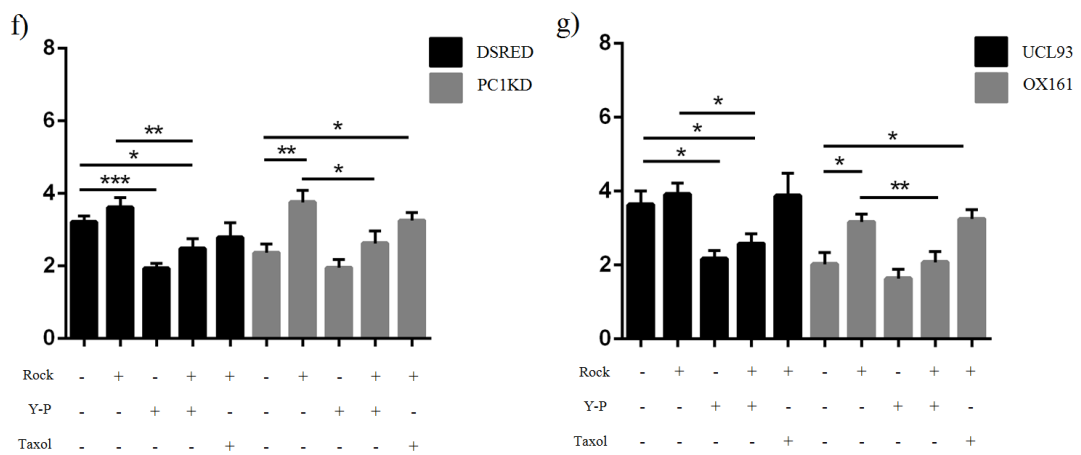 f)
8
6
4
2
0
DSRED
PC1KD
***
*
**
**
*
*
Rock - + - + + - + - + +
Y-P - - + + - - - + + -
Taxol - - - - + - - - - +
g)
8
6
4
2
0
UCL93
OX161
*
*
*
*
*
**
Rock - + - + + - + - + +
Y-P - - + + - - - + + -
Taxol - - - - + - - - - +